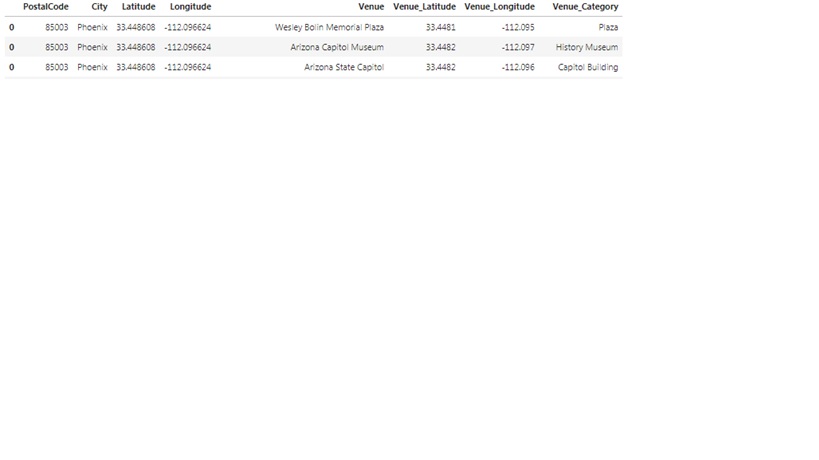 PostalCode City Latitude Longitude Venue Venue_Latitude Venue_Longitude Venue_Category
0 85003 Phoenix 33.448608 -112.096624 Wesley Bolin Memorial Plaza 33.4481 -112.095 Plaza
0 85003 Phoenix 33.448608 -112.096624 Arizona Capitol Museum 33.4482 -112.097 History Museum
0 85003 Phoenix 33.448608 -112.096624 Arizona State Capitol 33.4482 -112.096 Capitol Building